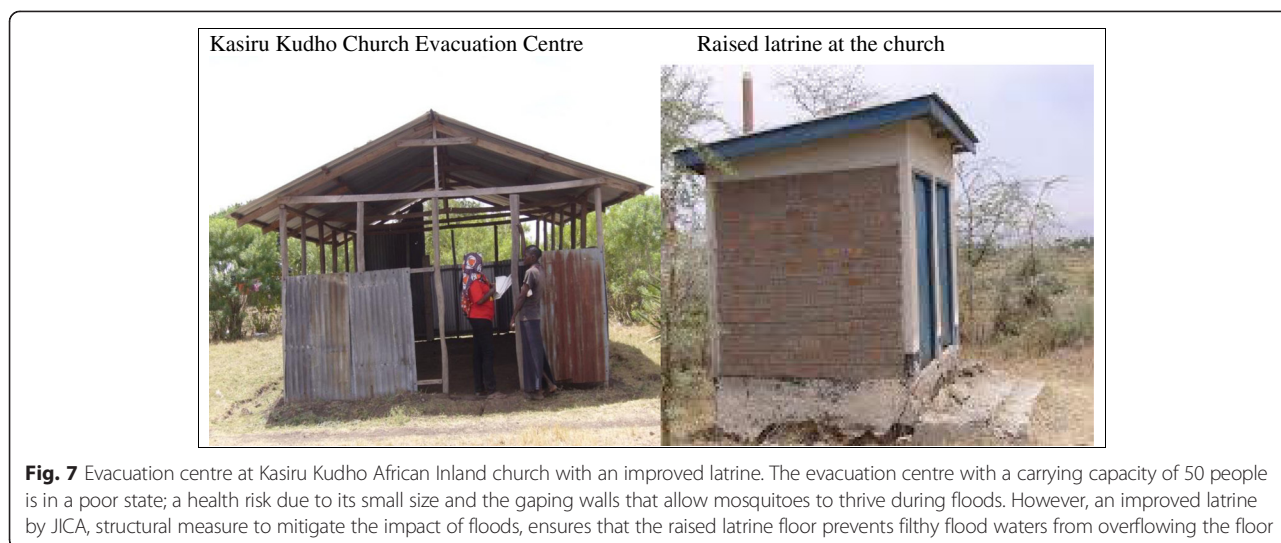 Kasiru Kudho Church Evacuation Centre
Raised latrine at the church
Fig. 7 Evacuation centre at Kasiru Kudho African Inland church with an improved latrine. The evacuation centre with a carrying capacity of 50 people
is in a poor state; a health risk due to its small size and the gaping walls that allow mosquitoes to thrive during floods. However, an improved latrine
by JICA, structural measure to mitigate the impact of floods, ensures that the raised latrine floor prevents filthy flood waters from overflowing the floor